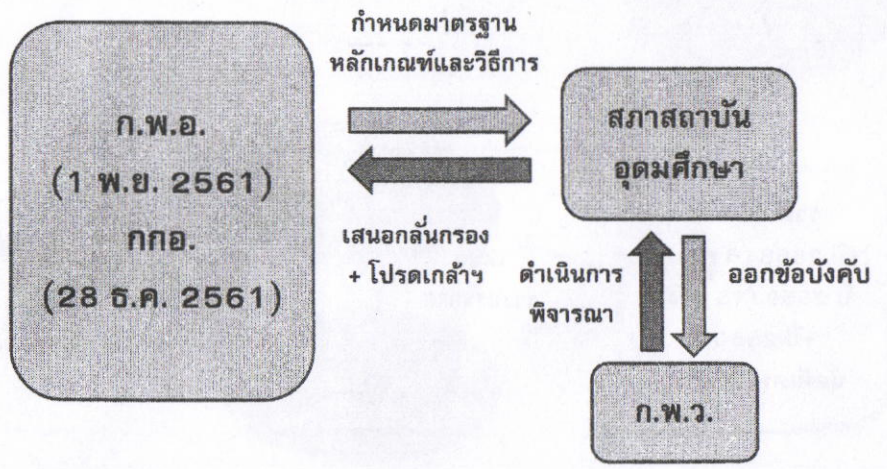 กำหนดมาตรฐาน
หลักเกณฑ์และวิธีการ
ก.พ.อ.
(1 พ.ย. 2561)
กกอ.
(28 ธ.ค. 2561)
สภาสถาบัน
อุดมศึกษา
เสนอกลั่นกรอง
+ โปรดเกล้าฯ
ดำเนินการ
พิจารณา
ออกข้อบังคับ
ก.พ.ว.